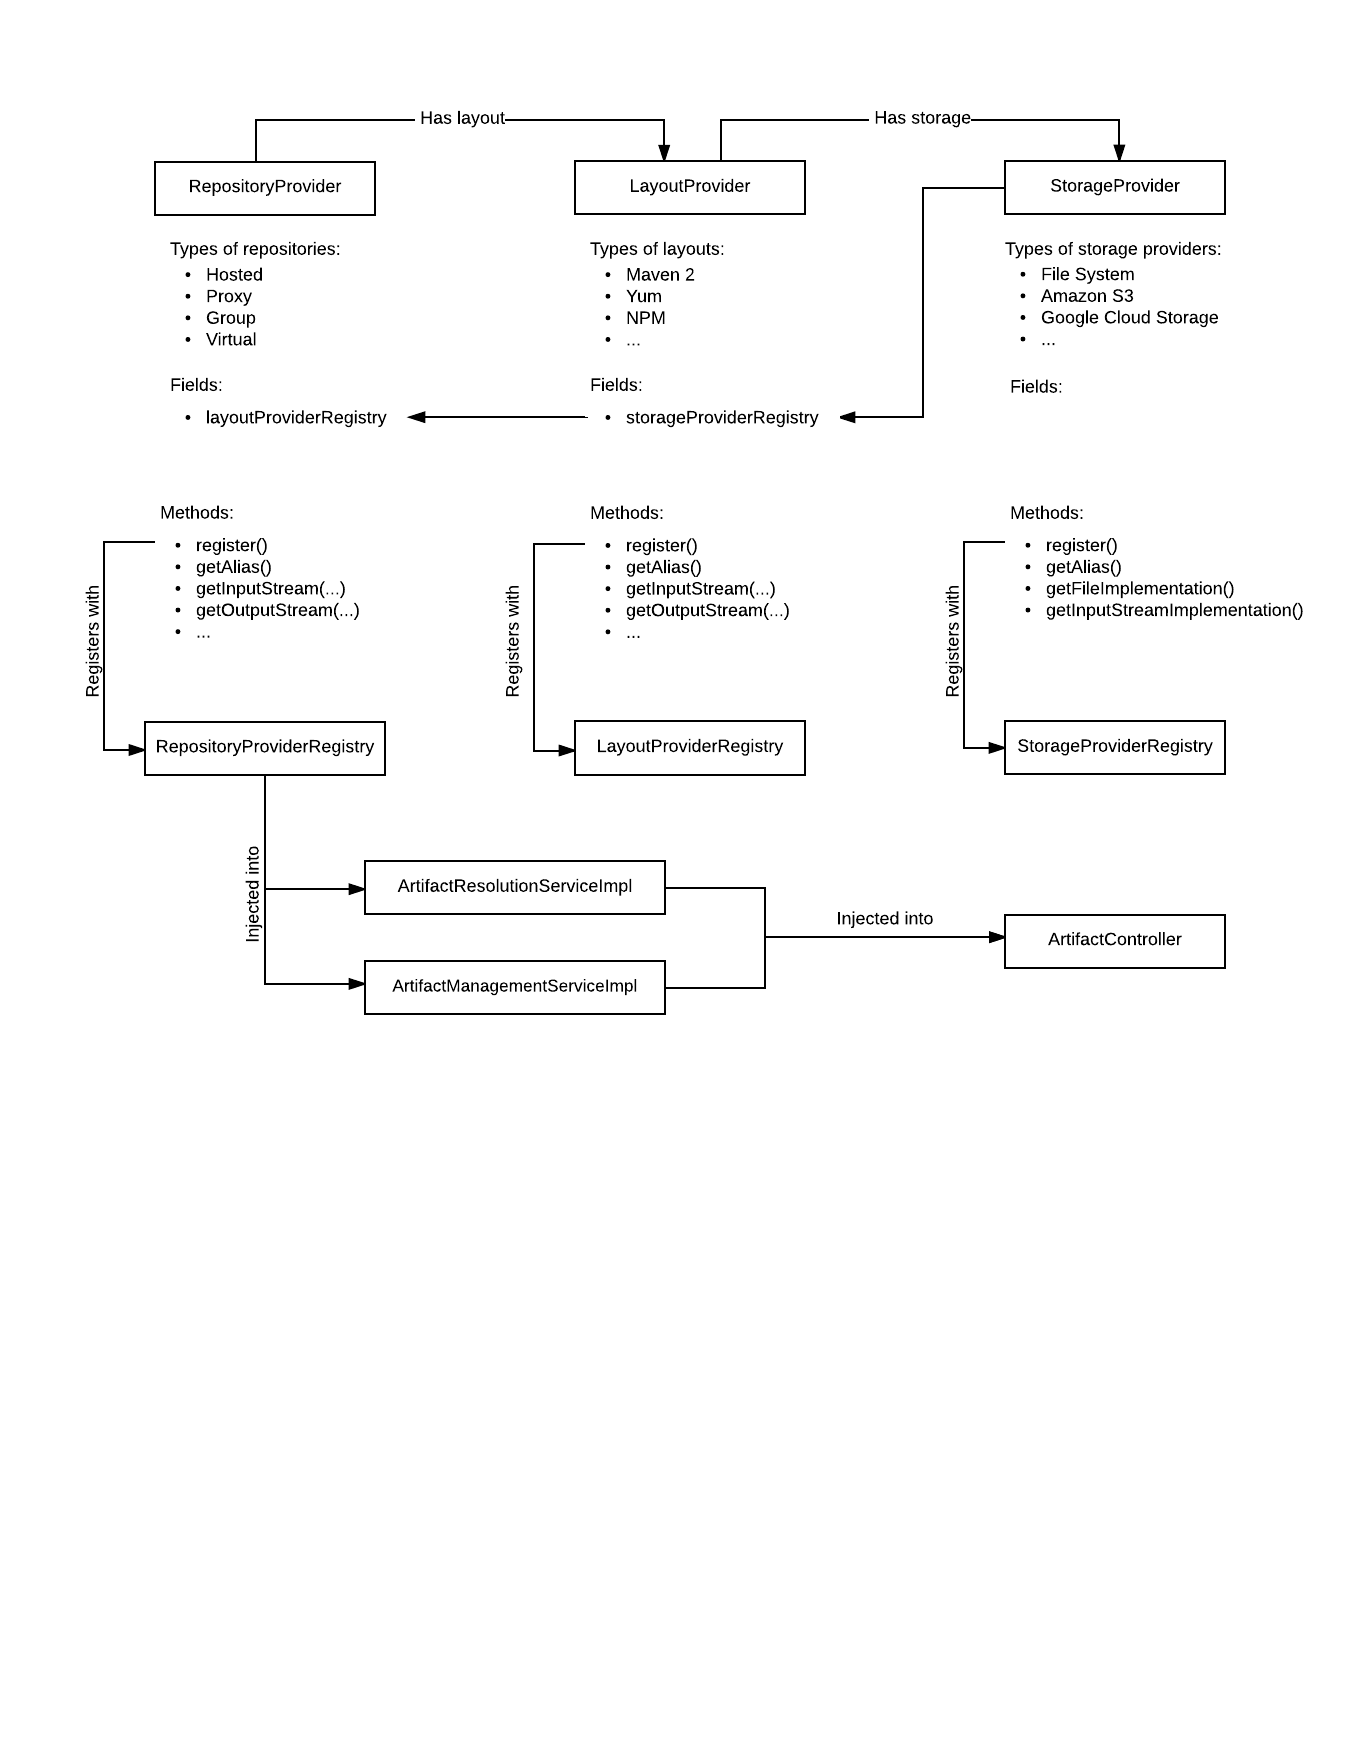 Has layout
Has storage
RepositoryProvider
LayoutProvider
StorageProvider
Types of repositories:
• Hosted
• Proxy
• Group
• Virtual
Types of layouts:
• Maven 2
• Yum
• NPM
• ...
Types of storage providers:
• File System
• Amazon S3
• Google Cloud Storage
• ...
Fields:
• layoutProviderRegistry
Fields:
• storageProviderRegistry
Fields:
Methods:
• register()
• getAlias()
• getInputStream(...)
• getOutputStream(...)
• ...
Methods:
• register()
• getAlias()
• getInputStream(...)
• getOutputStream(...)
• ...
Methods:
• register()
• getAlias()
• getFileImplementation()
• getInputStreamImplementation()
Registers with
Registers with
Registers with
RepositoryProviderRegistry
LayoutProviderRegistry
StorageProviderRegistry
Injected into
ArtifactResolutionServiceImpl
ArtifactManagementServiceImpl
Injected into
ArtifactController